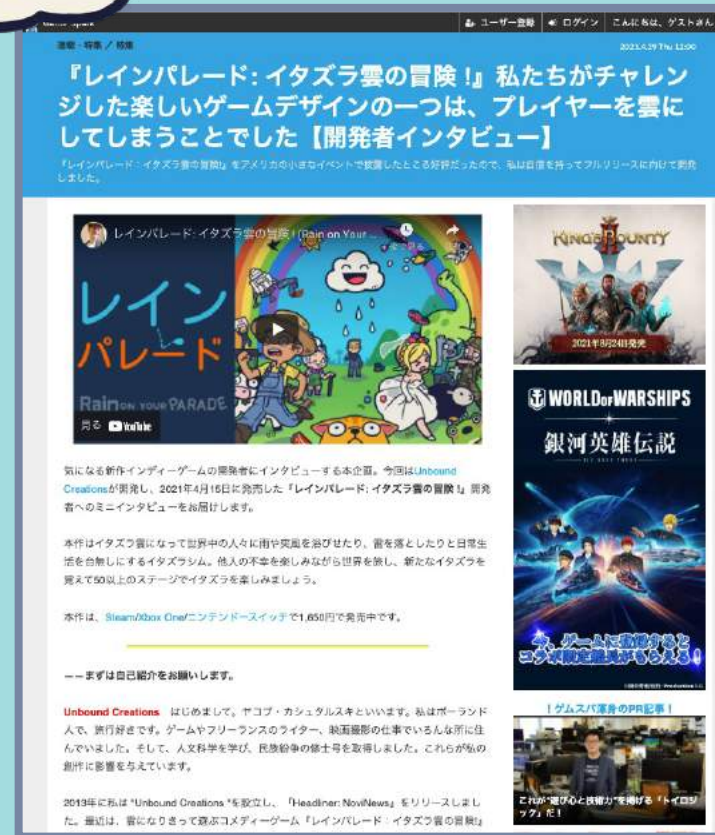 ユーザー登録 ログイン こんにちは、ゲストさん
連載・特集 / 特集
2021.4.29 Thu 12:00
『レインパレード: イタズラ雲の冒険！』私たちがチャレン
ジした楽しいゲームデザインの一つは、プレイヤーを雲に
してしまうことでした【開発者インタビュー】
『レインパレード：イタズラ雲の冒険!』をアメリカの小さなイベントで披露したところ好評だったので、私は自信を持ってフルリリースに向けて開発
しました。
レインパレード: イタズラ雲の冒険！(Rain on Your ...
レイン
パレード
Rain on your PARADE
見る YouTube
気になる新作インディーゲームの開発者にインタビューする本企画。今回はUnbound
Creationsが開発し、2021年4月15日に発売した『レインパレード: イタズラ雲の冒険！』開発
者へのミニインタビューをお届けします。
本作はイタズラ雲になって世界中の人々に雨や突風を浴びせたり、雷を落としたりと日常生
活を台無しにするイタズラシム。他人の不幸を楽しみながら世界を旅し、新たなイタズラを
覚えて50以上のステージでイタズラを楽しみましょう。
本作は、Steam/Xbox One/ニンテンドースイッチで1,650円で発売中です。
――まずは自己紹介をお願いします。
Unbound Creations はじめまして。ヤコブ・カシュタルスキといいます。私はポーランド
人で、旅行好きです。ゲームやフリーランスのライター、映画撮影の仕事でいろんな所に住
んでいました。そして、人文科学を学び、民族紛争の修士号を取得しました。これらが私の
創作に影響を与えています。
2013年に私は "Unbound Creations "を設立し、『Headliner: NoviNews』をリリースしまし
た。最近は、雲になりきって遊ぶコメディーゲーム『レインパレード：イタズラ雲の冒険!』
KING'S BOUNTY II
2021年8月24日発売
WORLD OF WARSHIPS
銀河英雄伝説
今、ゲームに登録すると
コラボ限定艦長がもらえる！
！ゲムスパ渾身のPR記事！
これが"遊び心と技術力"を掲げる「トイロジ
ック」だ！